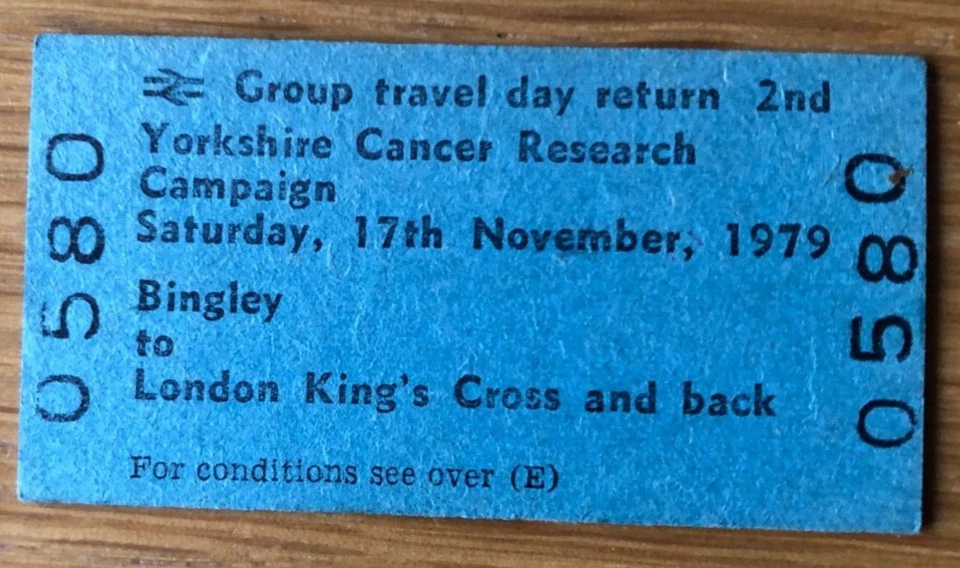 Group travel day return 2nd
Yorkshire Cancer Research
Campaign
Saturday, 17th November, 1979
Bingley
to
London King's Cross and back
For conditions see over (E)
0580
0580